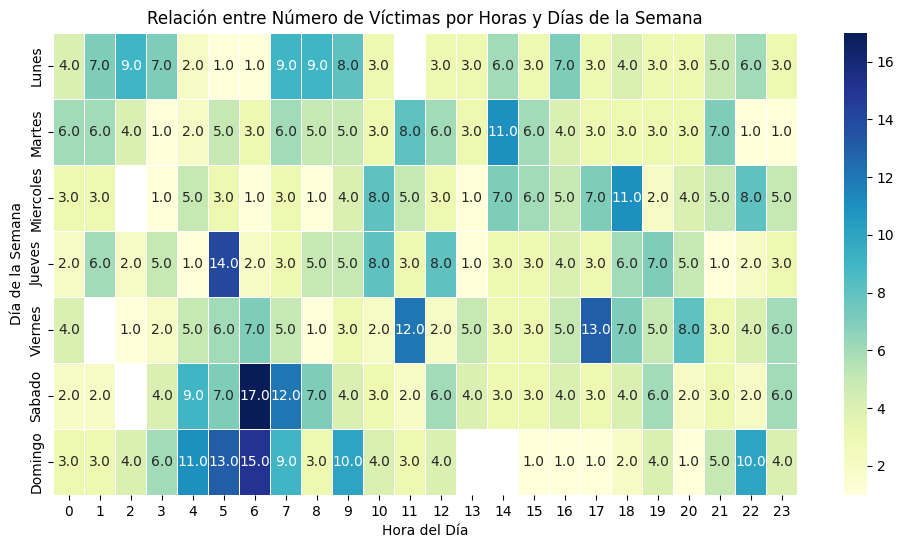 Relación entre Número de Víctimas por Horas y Días de la Semana
Día de la Semana
Lunes 4.0 7.0 9.0 7.0 2.0 1.0 1.0 9.0 9.0 8.0 3.0 3.0 3.0 6.0 3.0 7.0 3.0 4.0 3.0 3.0 5.0 6.0 3.0
Martes 6.0 6.0 4.0 1.0 2.0 5.0 3.0 6.0 5.0 5.0 3.0 8.0 6.0 3.0 11.0 6.0 4.0 3.0 3.0 3.0 3.0 7.0 1.0 1.0
Miercoles 3.0 3.0 1.0 5.0 3.0 1.0 3.0 1.0 4.0 8.0 5.0 3.0 1.0 7.0 6.0 5.0 7.0 11.0 2.0 4.0 5.0 8.0 5.0
Jueves 2.0 6.0 2.0 5.0 1.0 14.0 2.0 3.0 5.0 5.0 8.0 3.0 8.0 1.0 3.0 3.0 4.0 3.0 6.0 7.0 5.0 1.0 2.0 3.0
Viernes 4.0 1.0 2.0 5.0 6.0 7.0 5.0 1.0 3.0 2.0 12.0 2.0 5.0 3.0 3.0 5.0 13.0 7.0 5.0 8.0 3.0 4.0 6.0
Sabado 2.0 2.0 4.0 9.0 7.0 17.0 12.0 7.0 4.0 3.0 2.0 6.0 4.0 3.0 3.0 4.0 3.0 4.0 6.0 2.0 3.0 2.0 6.0
Domingo 3.0 3.0 4.0 6.0 11.0 13.0 15.0 9.0 3.0 10.0 4.0 3.0 4.0 1.0 1.0 1.0 2.0 4.0 1.0 5.0 10.0 4.0
0 1 2 3 4 5 6 7 8 9 10 11 12 13 14 15 16 17 18 19 20 21 22 23
Hora del Día
16
14
12
10
8
6
4
2